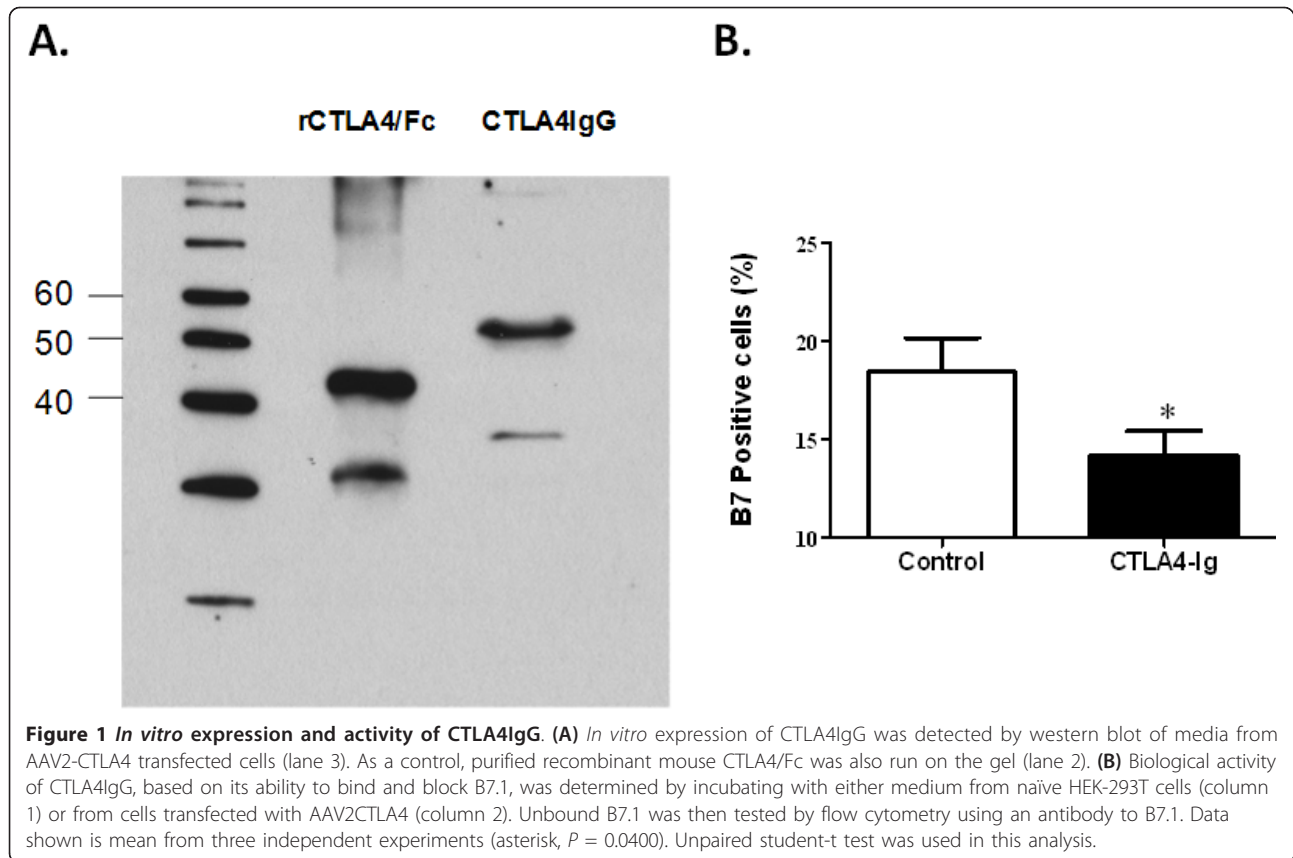 A.
rCTLA4/Fc CTLA4IgG
60
50
40
B.
B7 Positive cells (%)
25
20
15
10
*
Control CTLA4-Ig
Figure 1 In vitro expression and activity of CTLA4IgG. (A) In vitro expression of CTLA4IgG was detected by western blot of media from
AAV2-CTLA4 transfected cells (lane 3). As a control, purified recombinant mouse CTLA4/Fc was also run on the gel (lane 2). (B) Biological activity
of CTLA4IgG, based on its ability to bind and block B7.1, was determined by incubating with either medium from naïve HEK-293T cells (column
1) or from cells transfected with AAV2CTLA4 (column 2). Unbound B7.1 was then tested by flow cytometry using an antibody to B7.1. Data
shown is mean from three independent experiments (asterisk, P = 0.0400). Unpaired student-t test was used in this analysis.